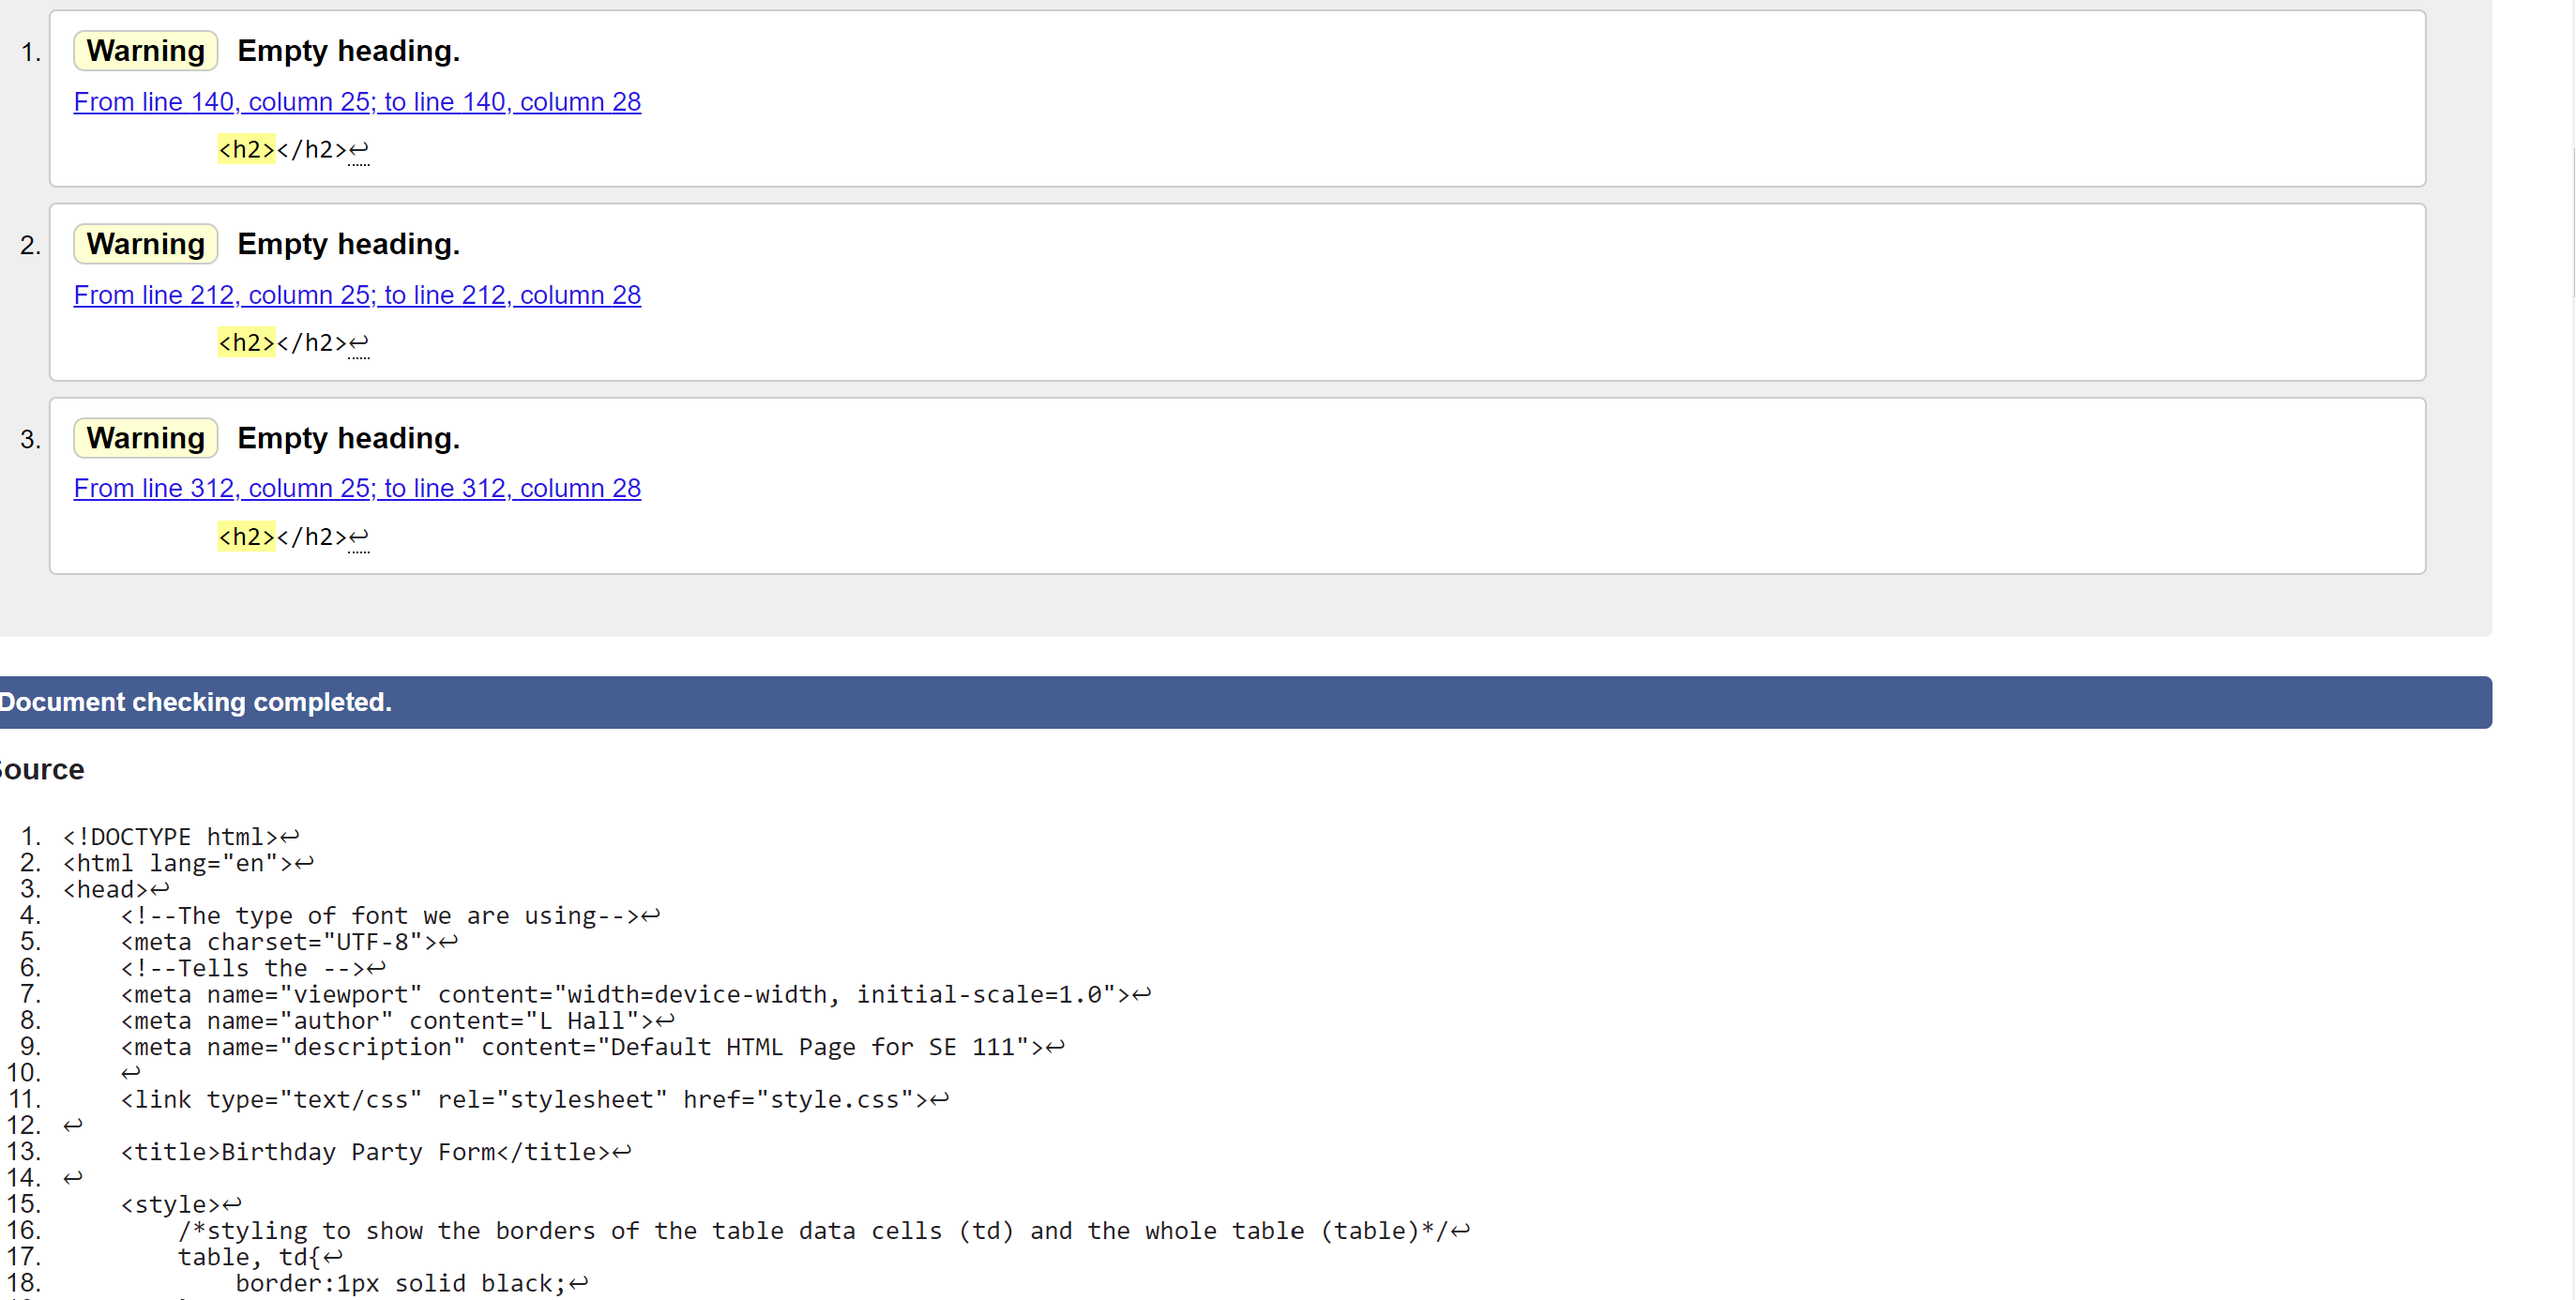 1. Warning Empty heading.
From line 140, column 25; to line 140, column 28
<h2></h2>↩
2. Warning Empty heading.
From line 212, column 25; to line 212, column 28
<h2></h2>↩
3. Warning Empty heading.
From line 312, column 25; to line 312, column 28
<h2></h2>↩
Document checking completed.
ource
1. <!DOCTYPE html>↩
2. <html lang="en">↩
3. <head>↩
4.     <!--The type of font we are using-->↩
5.     <meta charset="UTF-8">↩
6.     <!--Tells the -->↩
7.     <meta name="viewport" content="width=device-width, initial-scale=1.0">↩
8.     <meta name="author" content="L Hall">↩
9.     <meta name="description" content="Default HTML Page for SE 111">↩
10.     ↩
11.     <link type="text/css" rel="stylesheet" href="style.css">↩
12. ↩
13.     <title>Birthday Party Form</title>↩
14. ↩
15.     <style>↩
16.         /*styling to show the borders of the table data cells (td) and the whole table (table)*/↩
17.         table, td{↩
18.             border:1px solid black;↩